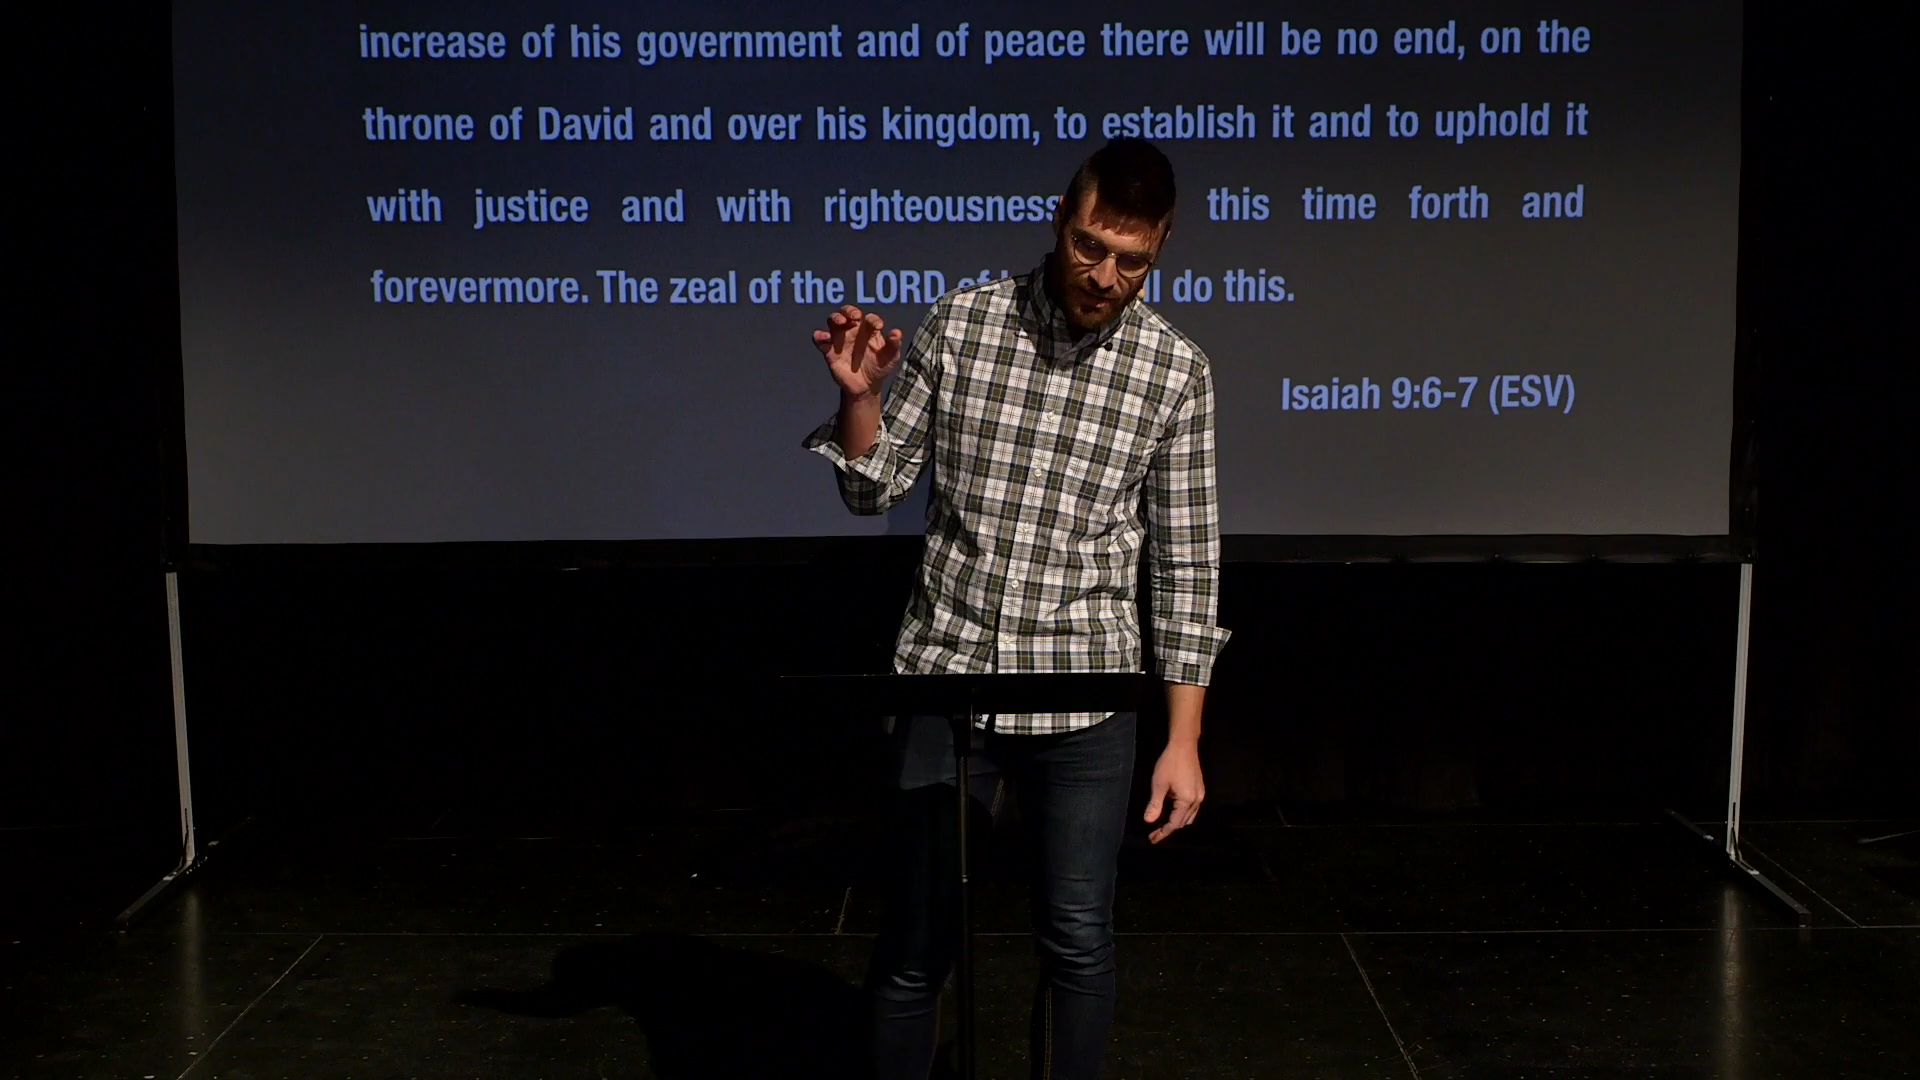 increase of his government and of peace there will be no end, on the
throne of David and over his kingdom, to establish it and to uphold it
with justice and with righteousness this time forth and
forevermore. The zeal of the LORD of do this.
Isaiah 9:6-7 (ESV)